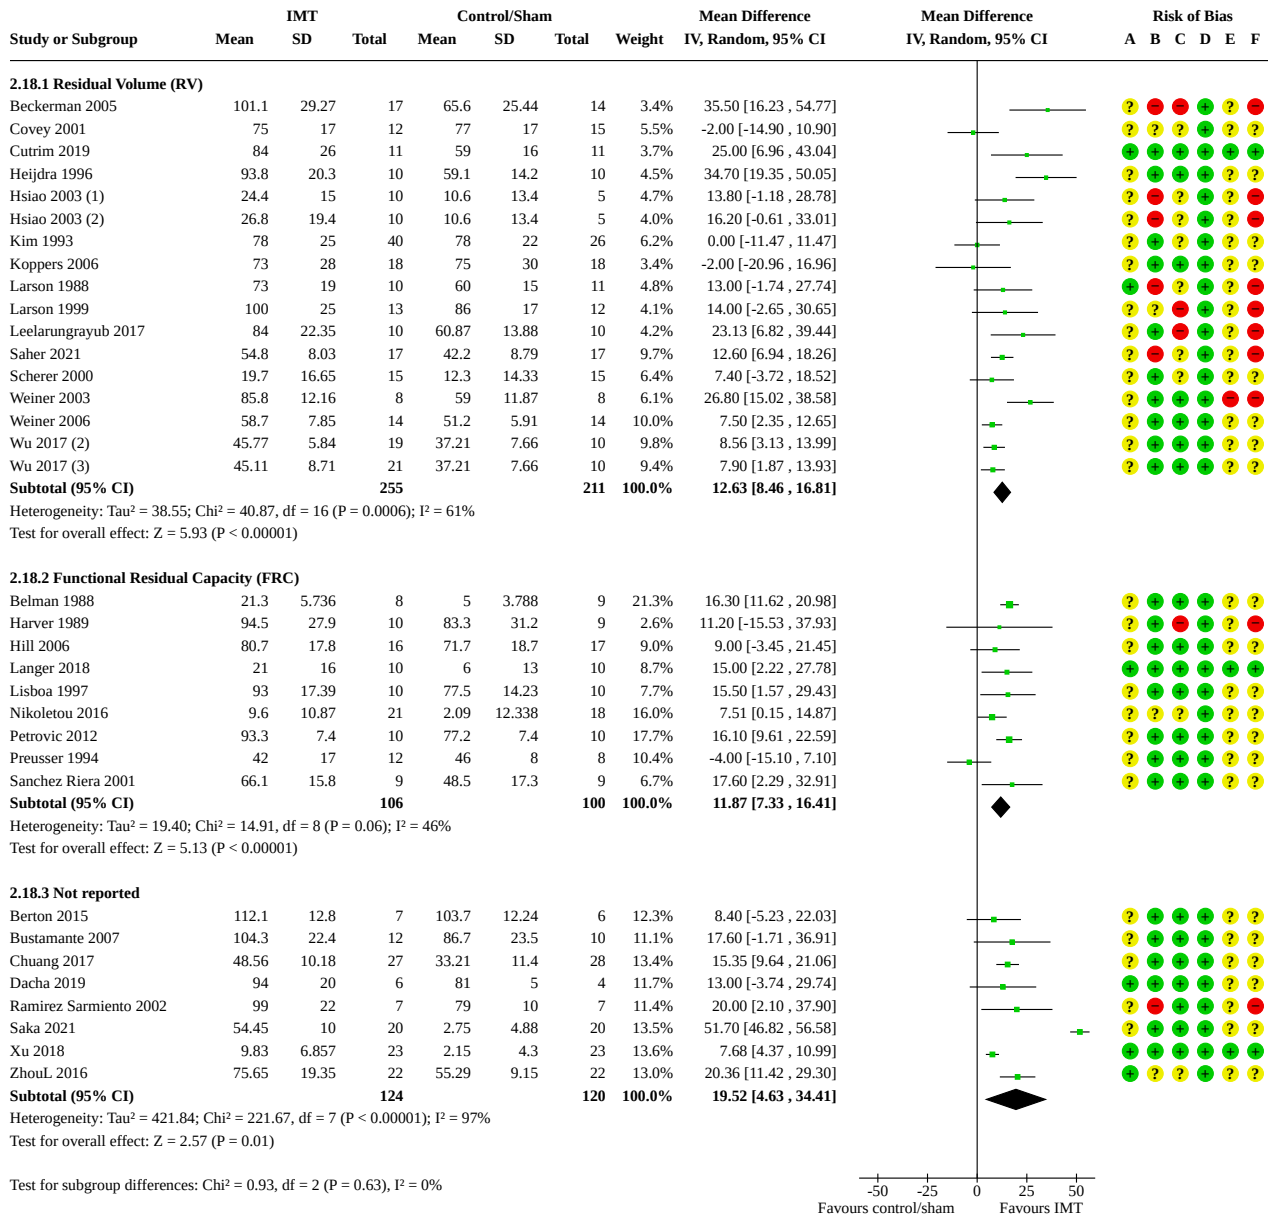 IMT Control/Sham Mean Difference Mean Difference Risk of Bias
Study or Subgroup Mean SD Total Mean SD Total Weight IV, Random, 95% CI IV, Random, 95% CI A B C D E F
2.18.1 Residual Volume (RV)
Beckerman 2005 101.1 29.27 17 65.6 25.44 14 3.4% 35.50 [16.23 , 54.77] ? − − + ? −
Covey 2001 75 17 12 77 17 15 5.5% -2.00 [-14.90 , 10.90] ? ? ? + ? ?
Cutrim 2019 84 26 11 59 16 11 3.7% 25.00 [6.96 , 43.04] + + + + + +
Heijdra 1996 93.8 20.3 10 59.1 14.2 10 4.6% 34.70 [19.35 , 50.05] ? + + + ? ?
Hsiao 2003 (1) 24.4 15 10 10.6 13.4 5 4.7% 13.80 [-1.18 , 28.78] ? − ? + ? −
Hsiao 2003 (2) 26.8 19.4 10 10.6 13.4 5 4.0% 16.20 [-0.61 , 33.01] ? − ? + ? −
Kim 1993 78 25 40 78 22 26 6.2% 0.00 [-11.47 , 11.47] ? + ? + ? ?
Koppers 2006 73 28 18 75 30 18 3.4% -2.00 [-20.96 , 16.96] ? + + + ? ?
Larson 1988 73 19 10 60 15 11 4.8% 13.00 [-1.74 , 27.74] + − ? + ? −
Larson 1999 100 25 13 86 17 12 4.1% 14.00 [-2.65 , 30.65] ? ? − + ? −
Leelarungrayub 2017 84 22.35 10 60.87 13.88 10 4.2% 23.13 [6.82 , 39.44] ? + − + ? −
Saher 2021 54.8 8.03 17 42.2 8.79 17 9.7% 12.60 [6.94 , 18.26] ? − ? + ? −
Scherer 2000 19.7 16.65 15 12.3 14.33 15 6.4% 7.40 [-3.72 , 18.52] ? + ? + ? ?
Weiner 2003 85.8 12.16 8 59 11.87 8 6.1% 26.80 [15.02 , 38.58] ? + + + − −
Weiner 2006 58.7 7.85 14 51.2 5.91 14 10.0% 7.50 [2.35 , 12.65] ? + + + ? ?
Wu 2017 (2) 45.77 5.84 19 37.21 7.66 10 9.8% 8.56 [3.13 , 13.99] ? + + + ? ?
Wu 2017 (3) 45.11 8.71 21 37.21 7.66 10 9.4% 7.90 [1.87 , 13.93] ? + + + ? ?
Subtotal (95% CI) 255 211 100.0% 12.63 [8.46 , 16.81]
Heterogeneity: Tau² = 38.55; Chi² = 40.87, df = 16 (P = 0.0006); I² = 61%
Test for overall effect: Z = 5.93 (P < 0.00001)
2.18.2 Functional Residual Capacity (FRC)
Belman 1988 21.3 5.736 8 5 3.788 9 21.3% 16.30 [11.62 , 20.98] ? + + + ? ?
Harver 1989 94.5 27.9 10 83.3 31.2 9 2.6% 11.20 [-15.53 , 37.93] ? + − + ? −
Hill 2006 80.7 17.8 16 71.7 18.7 17 9.0% 9.00 [-3.45 , 21.45] ? + + + ? ?
Langer 2018 21 16 10 6 13 10 8.7% 15.00 [2.22 , 27.78] + + + + + +
Lisboa 1997 93 17.39 10 77.5 14.23 10 7.7% 15.50 [1.57 , 29.43] ? + + + ? ?
Nikoletou 2016 9.6 10.87 21 2.09 12.338 18 16.0% 7.51 [0.15 , 14.87] ? ? ? + ? ?
Petrovic 2012 93.3 7.4 10 77.2 7.4 10 17.7% 16.10 [9.61 , 22.59] ? + + + ? ?
Preusser 1994 42 17 12 46 8 8 10.4% -4.00 [-15.10 , 7.10] ? + + + ? ?
Sanchez Riera 2001 66.1 15.8 9 48.5 17.3 9 6.7% 17.60 [2.29 , 32.91] ? + + + ? ?
Subtotal (95% CI) 106 100 100.0% 11.87 [7.33 , 16.41]
Heterogeneity: Tau² = 19.40; Chi² = 14.91, df = 8 (P = 0.06); I² = 46%
Test for overall effect: Z = 5.13 (P < 0.00001)
2.18.3 Not reported
Berton 2015 112.1 12.8 7 103.7 12.24 6 12.3% 8.40 [-5.23 , 22.03] ? + + + ? ?
Bustamante 2007 104.3 22.4 12 86.7 23.5 10 11.1% 17.60 [-1.71 , 36.91] ? + + + ? ?
Chuang 2017 48.56 10.18 27 33.21 11.4 28 13.4% 15.35 [9.64 , 21.06] ? + + + ? ?
Dacha 2019 94 20 6 81 5 4 11.7% 13.00 [-3.74 , 29.74] + + + + ? ?
Ramirez Sarmiento 2002 99 22 7 79 10 7 11.4% 20.00 [2.10 , 37.90] ? − + + ? −
Saka 2021 54.45 10 20 2.75 4.88 20 13.5% 51.70 [46.82 , 56.58] ? + + + ? ?
Xu 2018 9.83 6.857 23 2.15 4.3 23 13.6% 7.68 [4.37 , 10.99] + + + + + +
ZhouL 2016 75.65 19.35 22 55.29 9.15 22 13.0% 20.36 [11.42 , 29.30] + ? ? + ? ?
Subtotal (95% CI) 124 120 100.0% 19.52 [4.63 , 34.41]
Heterogeneity: Tau² = 421.84; Chi² = 221.67, df = 7 (P < 0.00001); I² = 97%
Test for overall effect: Z = 2.57 (P = 0.01)
Test for subgroup differences: Chi² = 0.93, df = 2 (P = 0.63), I² = 0%
-50 -25 0 25 50
Favours control/sham Favours IMT